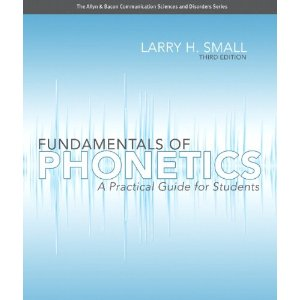 The Allyn & Bacon Communication Sciences and Disorders Series
LARRY H. SMALL
THIRD EDITION
FUNDAMENTALS OF
PHONETICS
A Practical Guide for Students